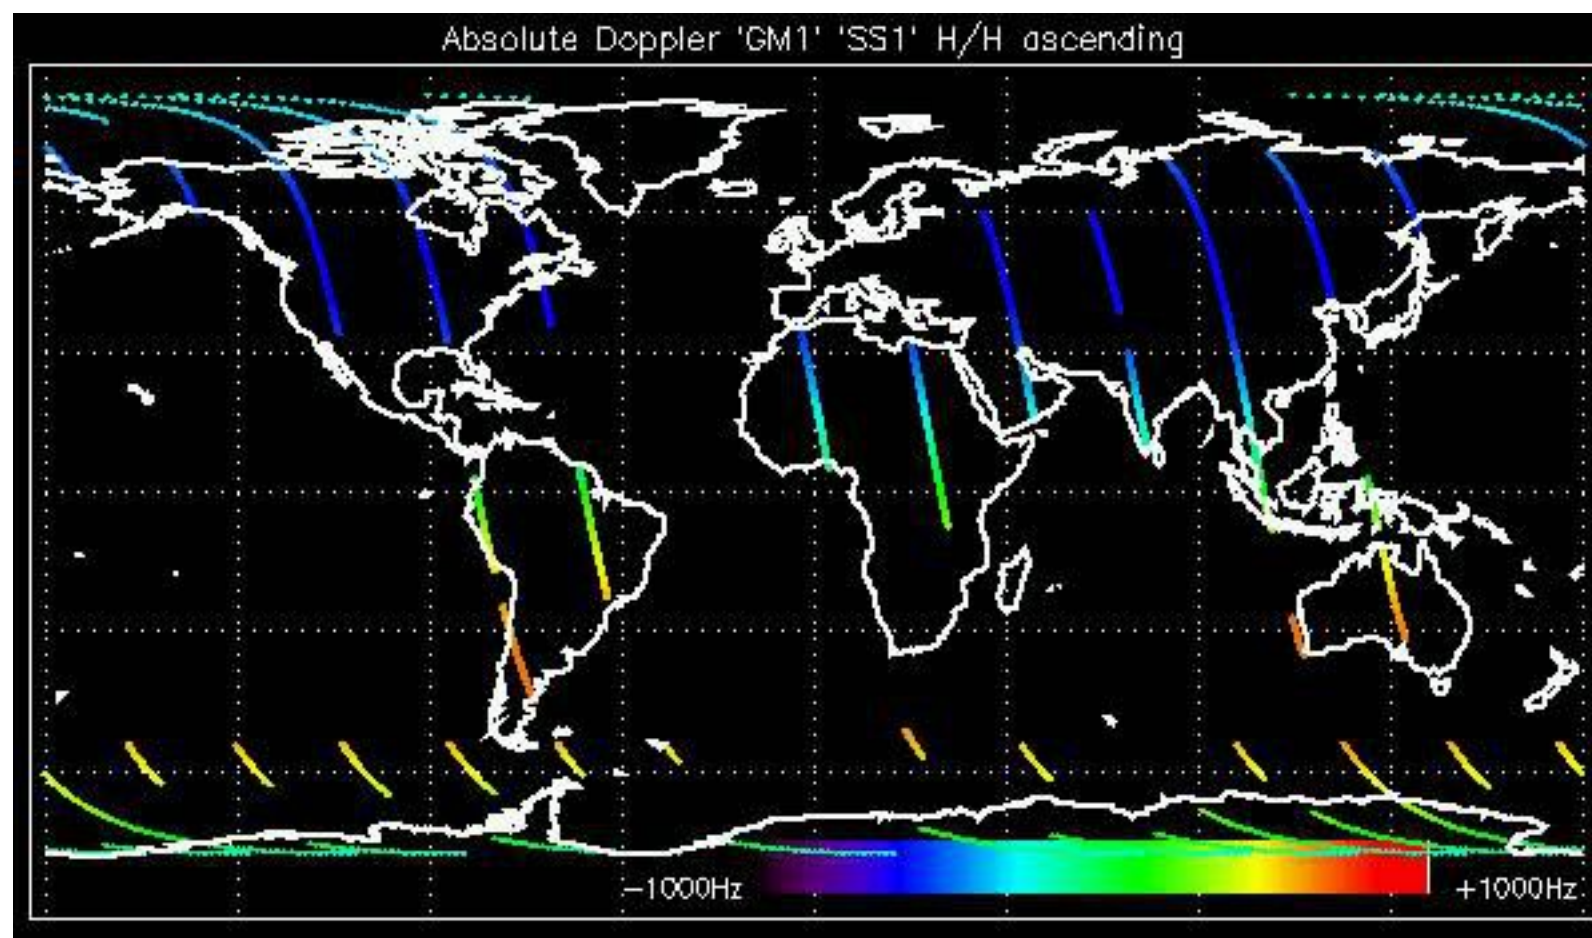 Absolute Doppler 'GM1' 'SS1' H/H ascending
−1000Hz
+1000Hz